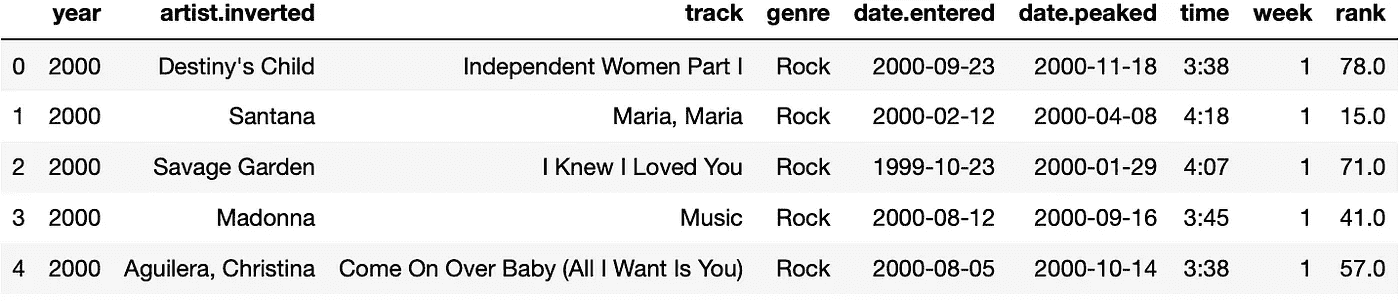 year artist.inverted track genre date.entered date.peaked time week rank
0 2000 Destiny's Child Independent Women Part I Rock 2000-09-23 2000-11-18 3:38 1 78.0
1 2000 Santana Maria, Maria Rock 2000-02-12 2000-04-08 4:18 1 15.0
2 2000 Savage Garden I Knew I Loved You Rock 1999-10-23 2000-01-29 4:07 1 71.0
3 2000 Madonna Music Rock 2000-08-12 2000-09-16 3:45 1 41.0
4 2000 Aguilera, Christina Come On Over Baby (All I Want Is You) Rock 2000-08-05 2000-10-14 3:38 1 57.0